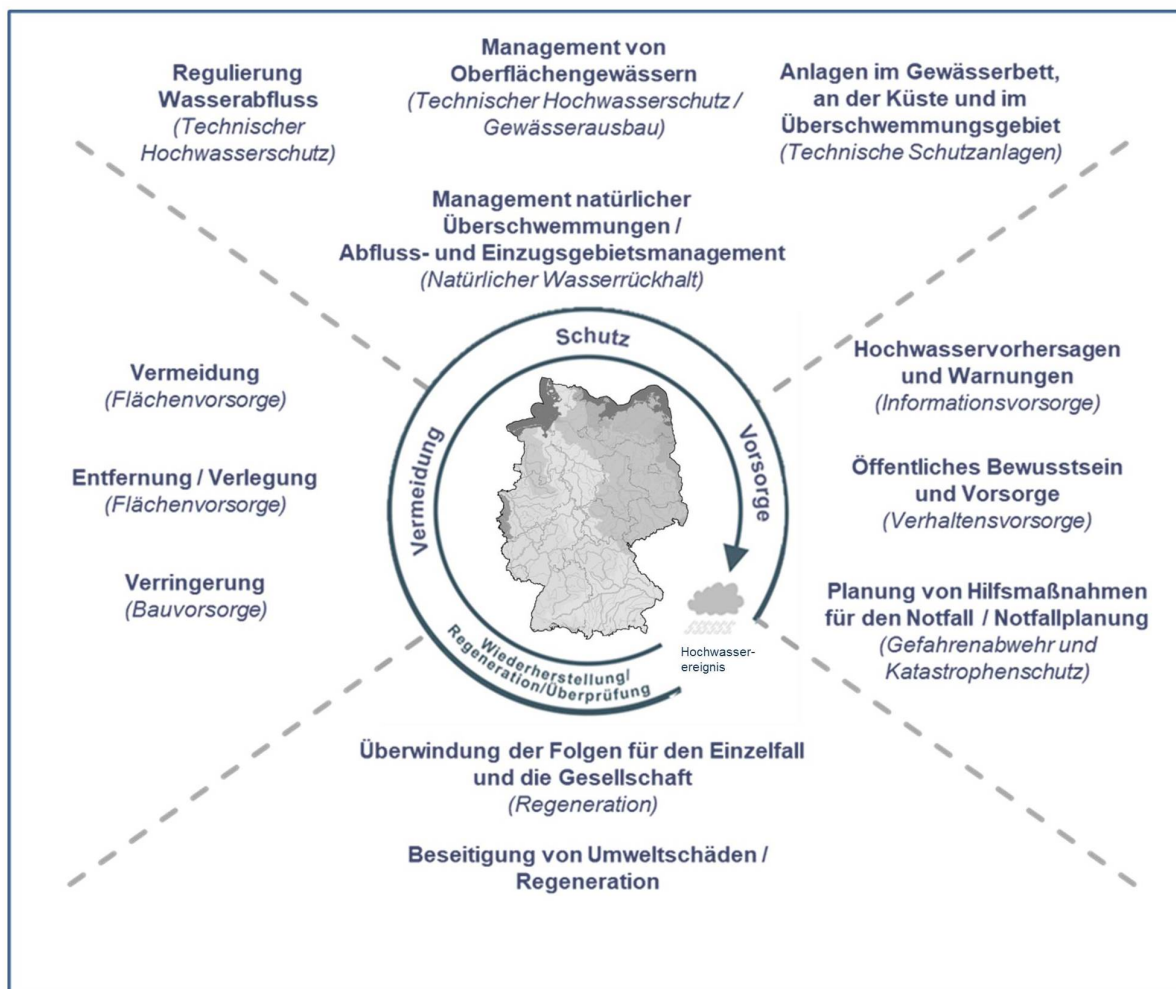 Regulierung
Wasserabfluss
(Technischer
Hochwasserschutz)
Management von
Oberflächengewässern
(Technischer Hochwasserschutz /
Gewässerausbau)
Anlagen im Gewässerbett,
an der Küste und im
Überschwemmungsgebiet
(Technische Schutzanlagen)
Management natürlicher
Überschwemmungen /
Abfluss- und Einzugsgebietsmanagement
(Natürlicher Wasserrückhalt)
Schutz
Vermeidung
(Flächenvorsorge)
Entfernung / Verlegung
(Flächenvorsorge)
Verringerung
(Bauvorsorge)
Vermeidung
Vorsorge
Hochwasservorhersagen
und Warnungen
(Informationsvorsorge)
Öffentliches Bewusstsein
und Vorsorge
(Verhaltensvorsorge)
Planung von Hilfsmaßnahmen
für den Notfall / Notfallplanung
(Gefahrenabwehr und
Katastrophenschutz)
Hochwasser-
ereignis
Wiederherstellung/
Regeneration/Überprüfung
Überwindung der Folgen für den Einzelfall
und die Gesellschaft
(Regeneration)
Beseitigung von Umweltschäden /
Regeneration